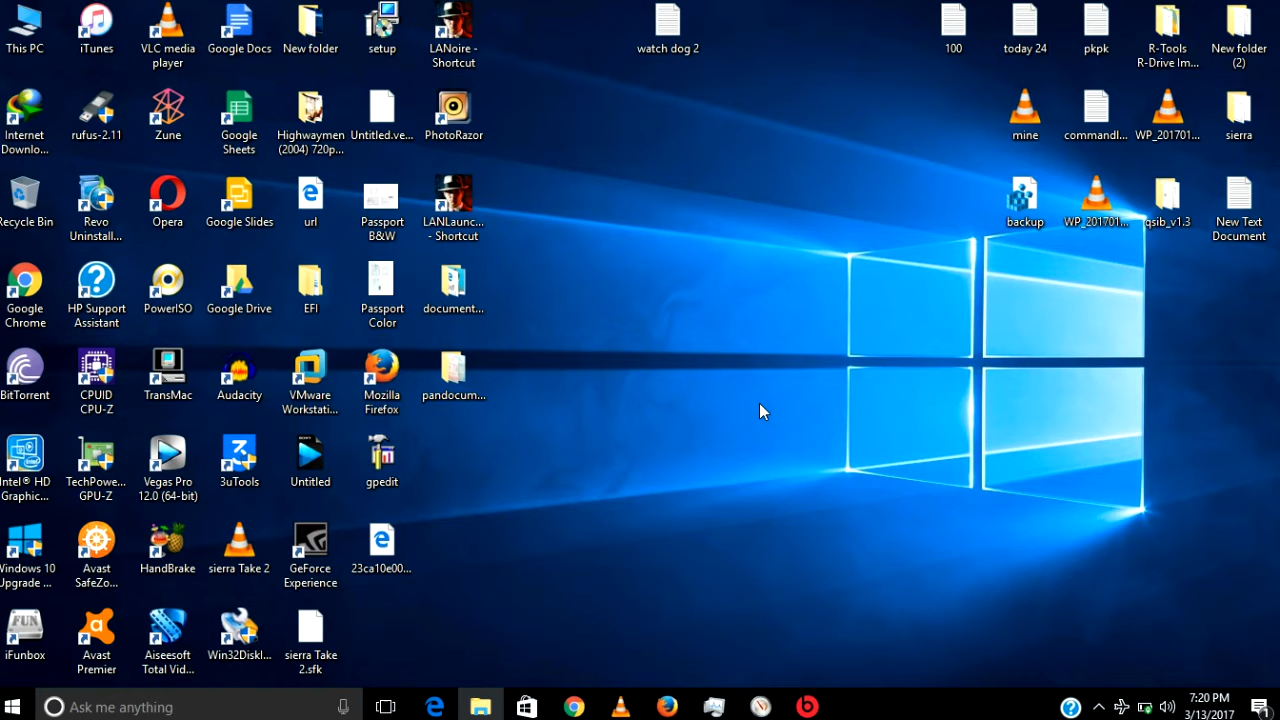 This PC
iTunes
VLC media
player
Google Docs
New folder
setup
LANoire -
Shortcut
watch dog 2
100
today 24
pkpk
R-Tools
R-Drive Im...
New folder
(2)
Internet
Downlo...
rufus-2.11
Zune
Google
Sheets
Highwaymen
(2004) 720p...
Untitled.ve...
PhotoRazor
mine
commandl...
WP_201701...
sierra
Recycle Bin
Revo
Uninstall...
Opera
Google Slides
url
Passport
B&W
LANLaunc...
- Shortcut
backup
WP_201701...
qsib_v1.3
New Text
Document
Google
Chrome
HP Support
Assistant
PowerISO
Google Drive
EFI
Passport
Color
document...
BitTorrent
CPUID
CPU-Z
TransMac
Audacity
VMware
Workstati...
Mozilla
Firefox
pandocum...
Intel® HD
Graphic...
TechPowe...
GPU-Z
Vegas Pro
12.0 (64-bit)
3uTools
SONY
Untitled
gpedit
Windows 10
Upgrade ...
Avast
SafeZo...
HandBrake
sierra Take 2
GeForce
Experience
23ca10e00...
FUN
iFunbox
Avast
Premier
Aiseesoft
Total Vid...
Win32DiskI...
sierra Take
2.sfk
Ask me anything
7:20 PM
3/13/2017
1